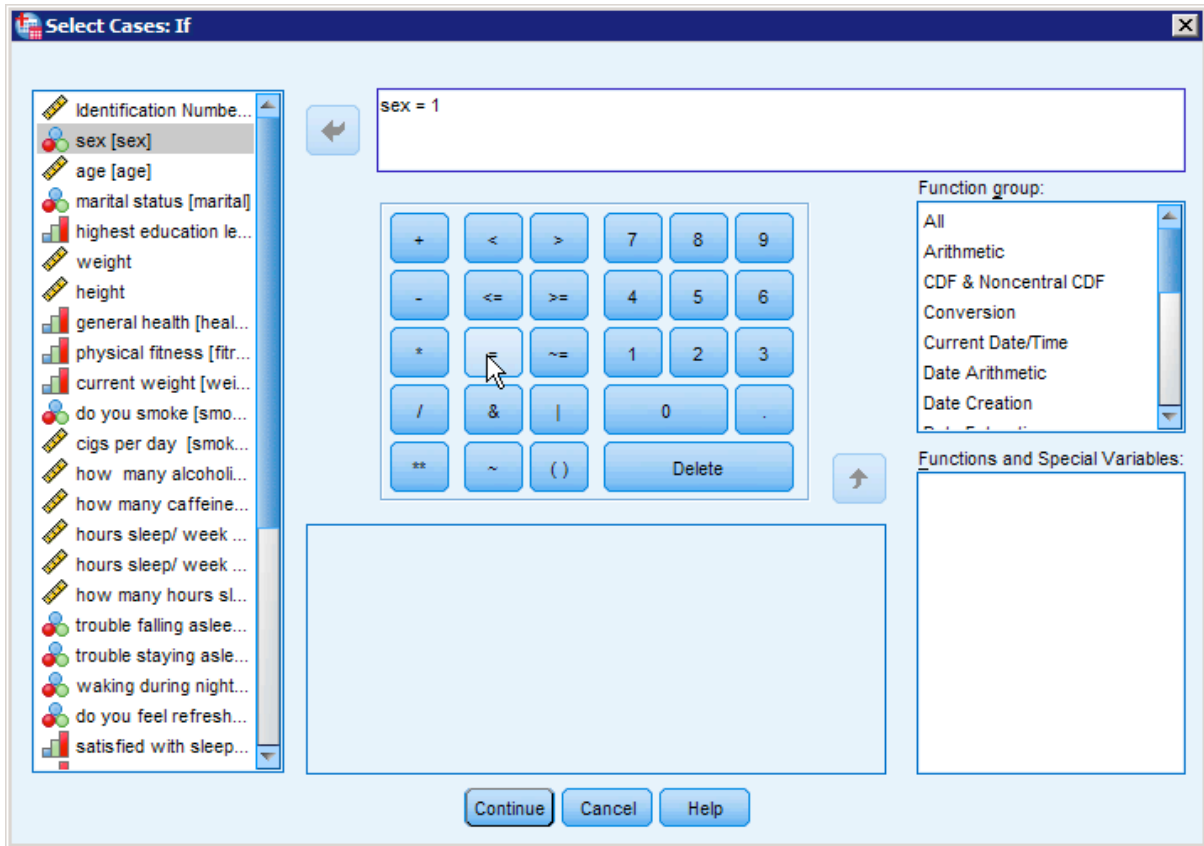 Select Cases: If
Identification Numbe...
sex [sex]
age [age]
marital status [marital]
highest education le...
weight
height
general health [heal...
physical fitness [fitr...
current weight [wei...
do you smoke [smo...
cigs per day [smok...
how many alcoholi...
how many caffeine...
hours sleep/ week ...
hours sleep/ week ...
how many hours sl...
trouble falling aslee...
trouble staying asle...
waking during night...
do you feel refresh...
satisfied with sleep...
sex = 1
+ < > 7 8 9
- <= >= 4 5 6
* = ~= 1 2 3
/ & | 0 .
** ~ ( ) Delete
Function group:
All
Arithmetic
CDF & Noncentral CDF
Conversion
Current Date/Time
Date Arithmetic
Date Creation
Functions and Special Variables:
Continue Cancel Help